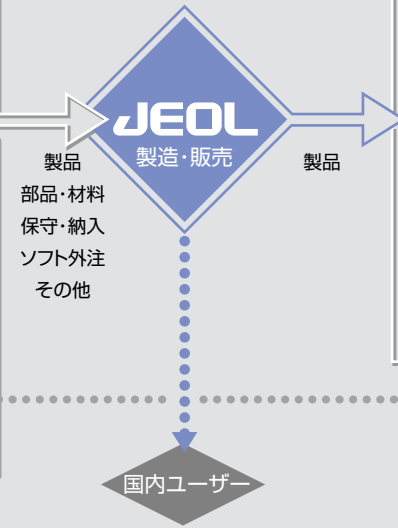 JEOL
製造・販売
製品
部品・材料
保守・納入
ソフト外注
その他
製品
国内ユーザー